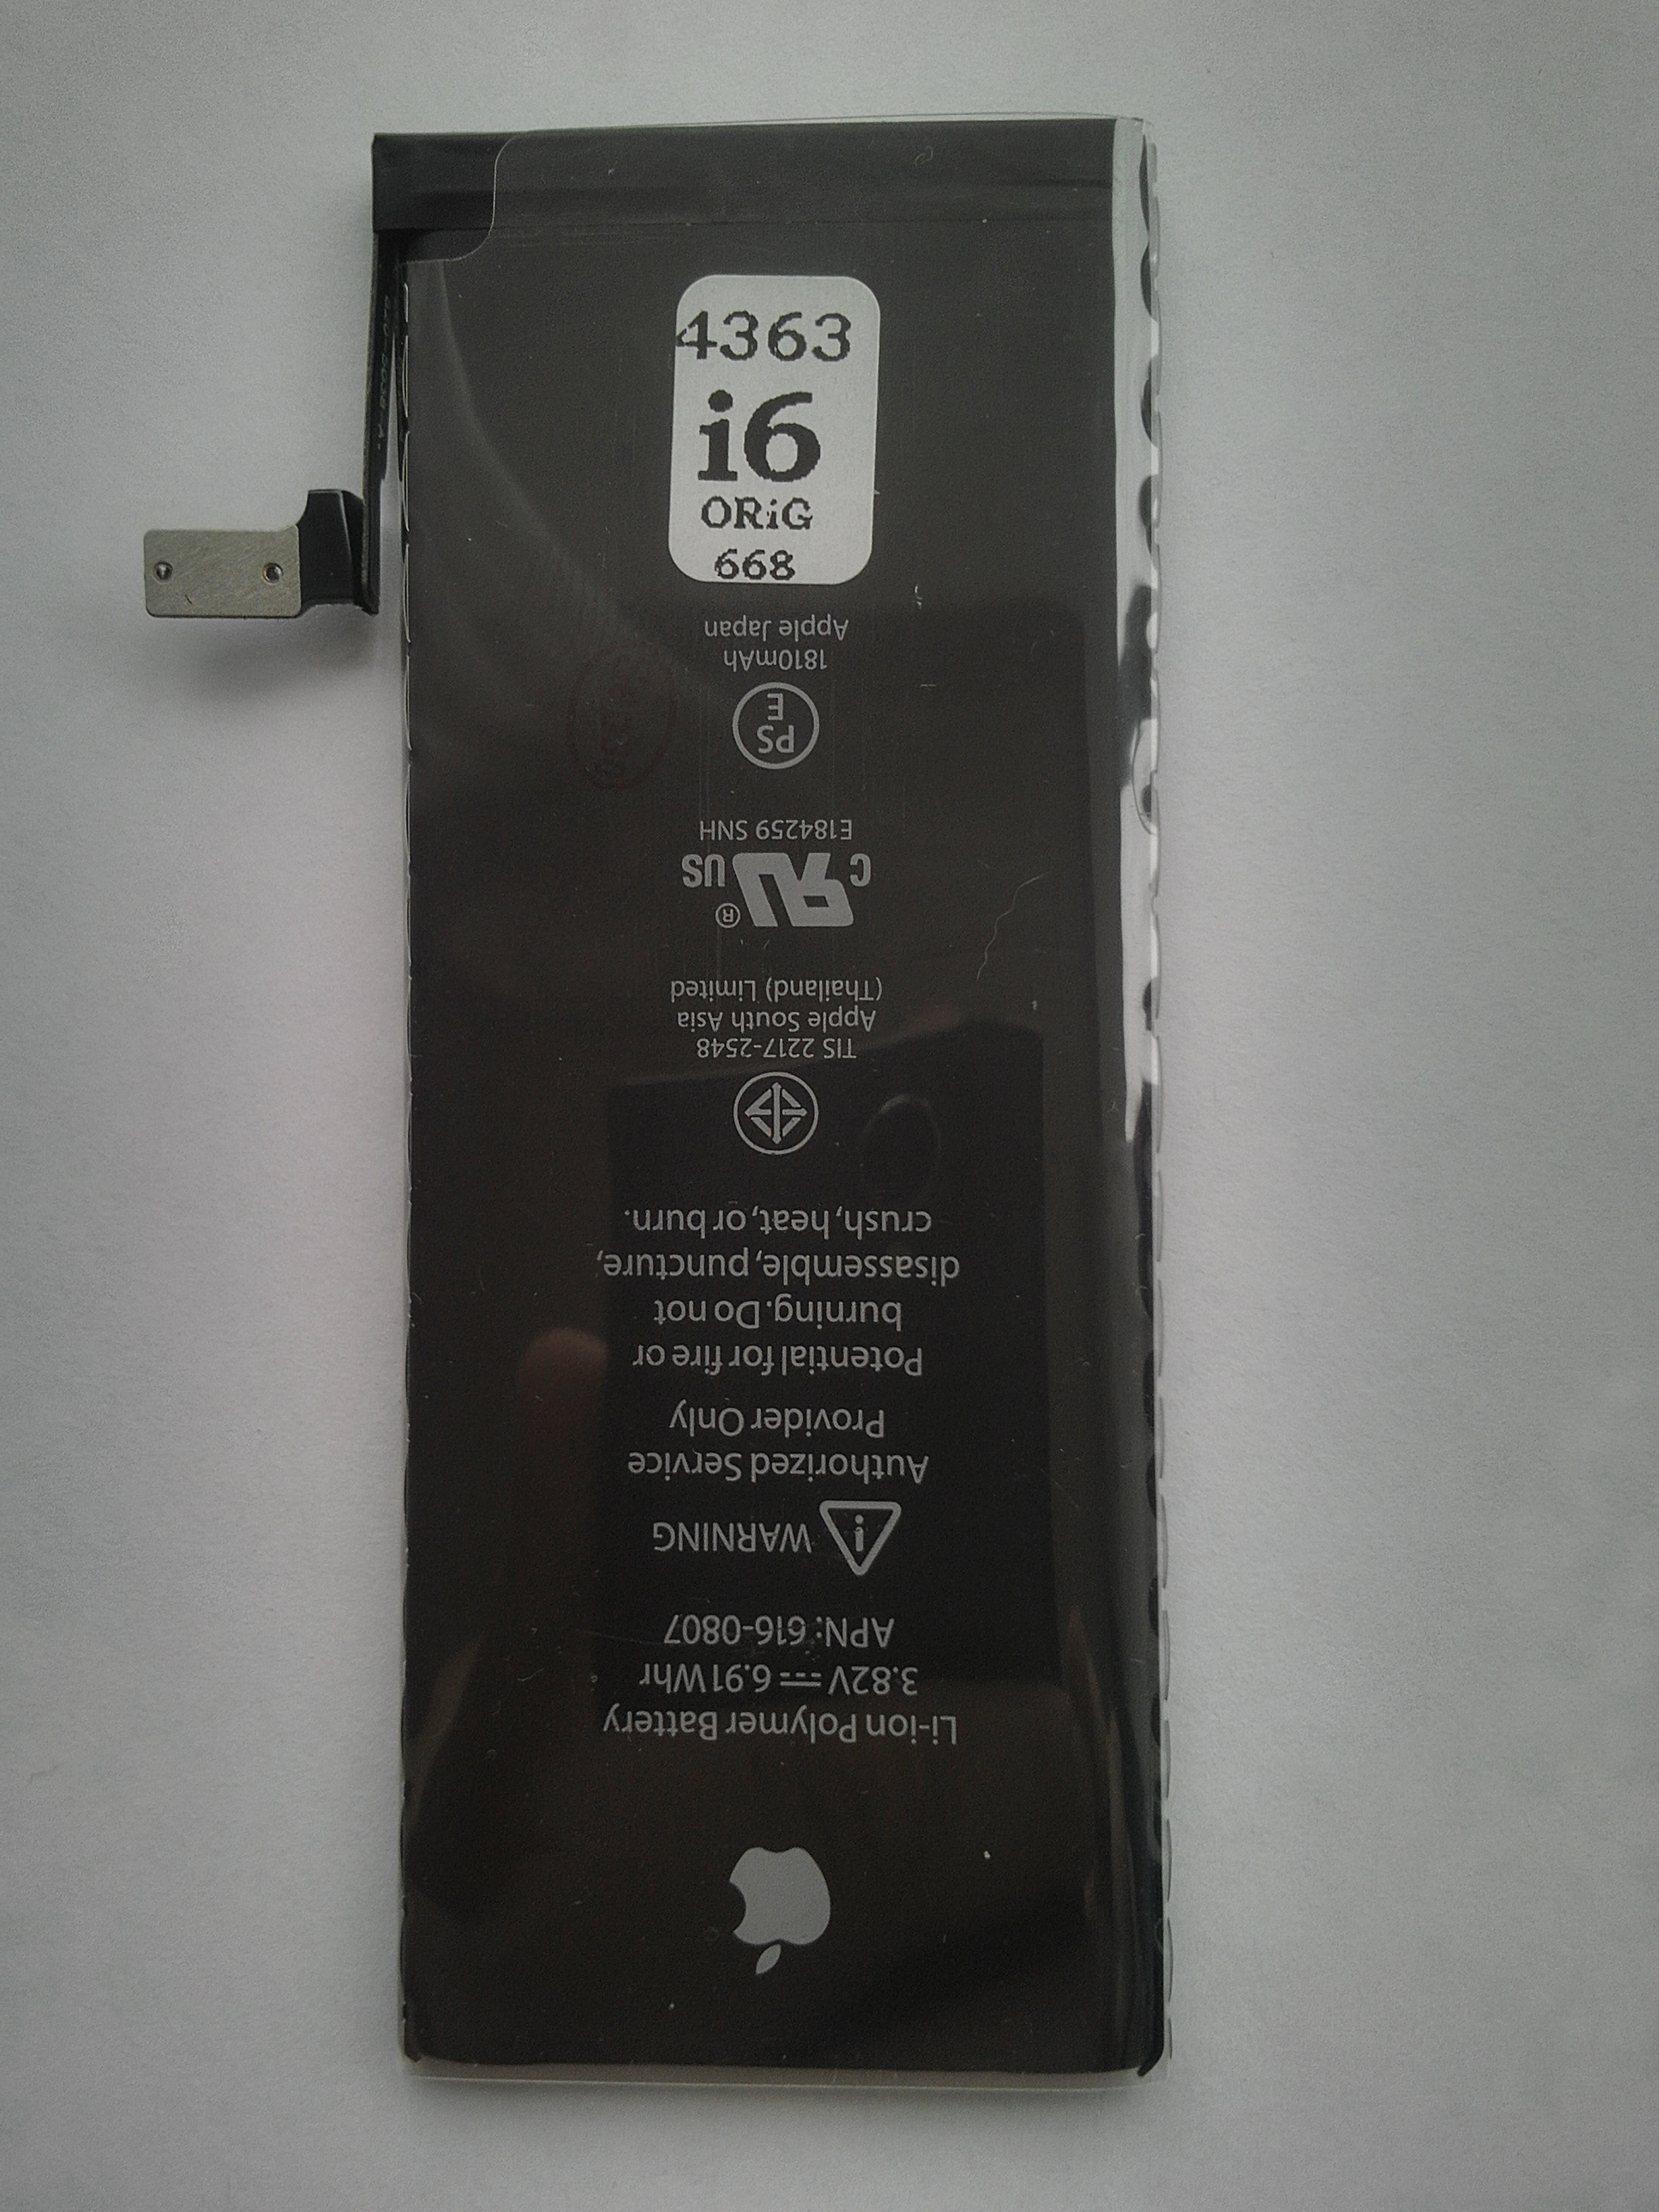 4363
i6
ORiG
668
Li-ion Polymer Battery
3.82V 6.91Whr
APN: 616-0807
WARNING
Authorized Service
Provider Only
Potential for fire or
burning. Do not
disassemble, puncture,
crush, heat, or burn.
TIS 2217-2548
Apple South Asia
(Thailand) Limited
c RU US ®
E184259 SNH
PS
E
1810mAh
Apple Japan